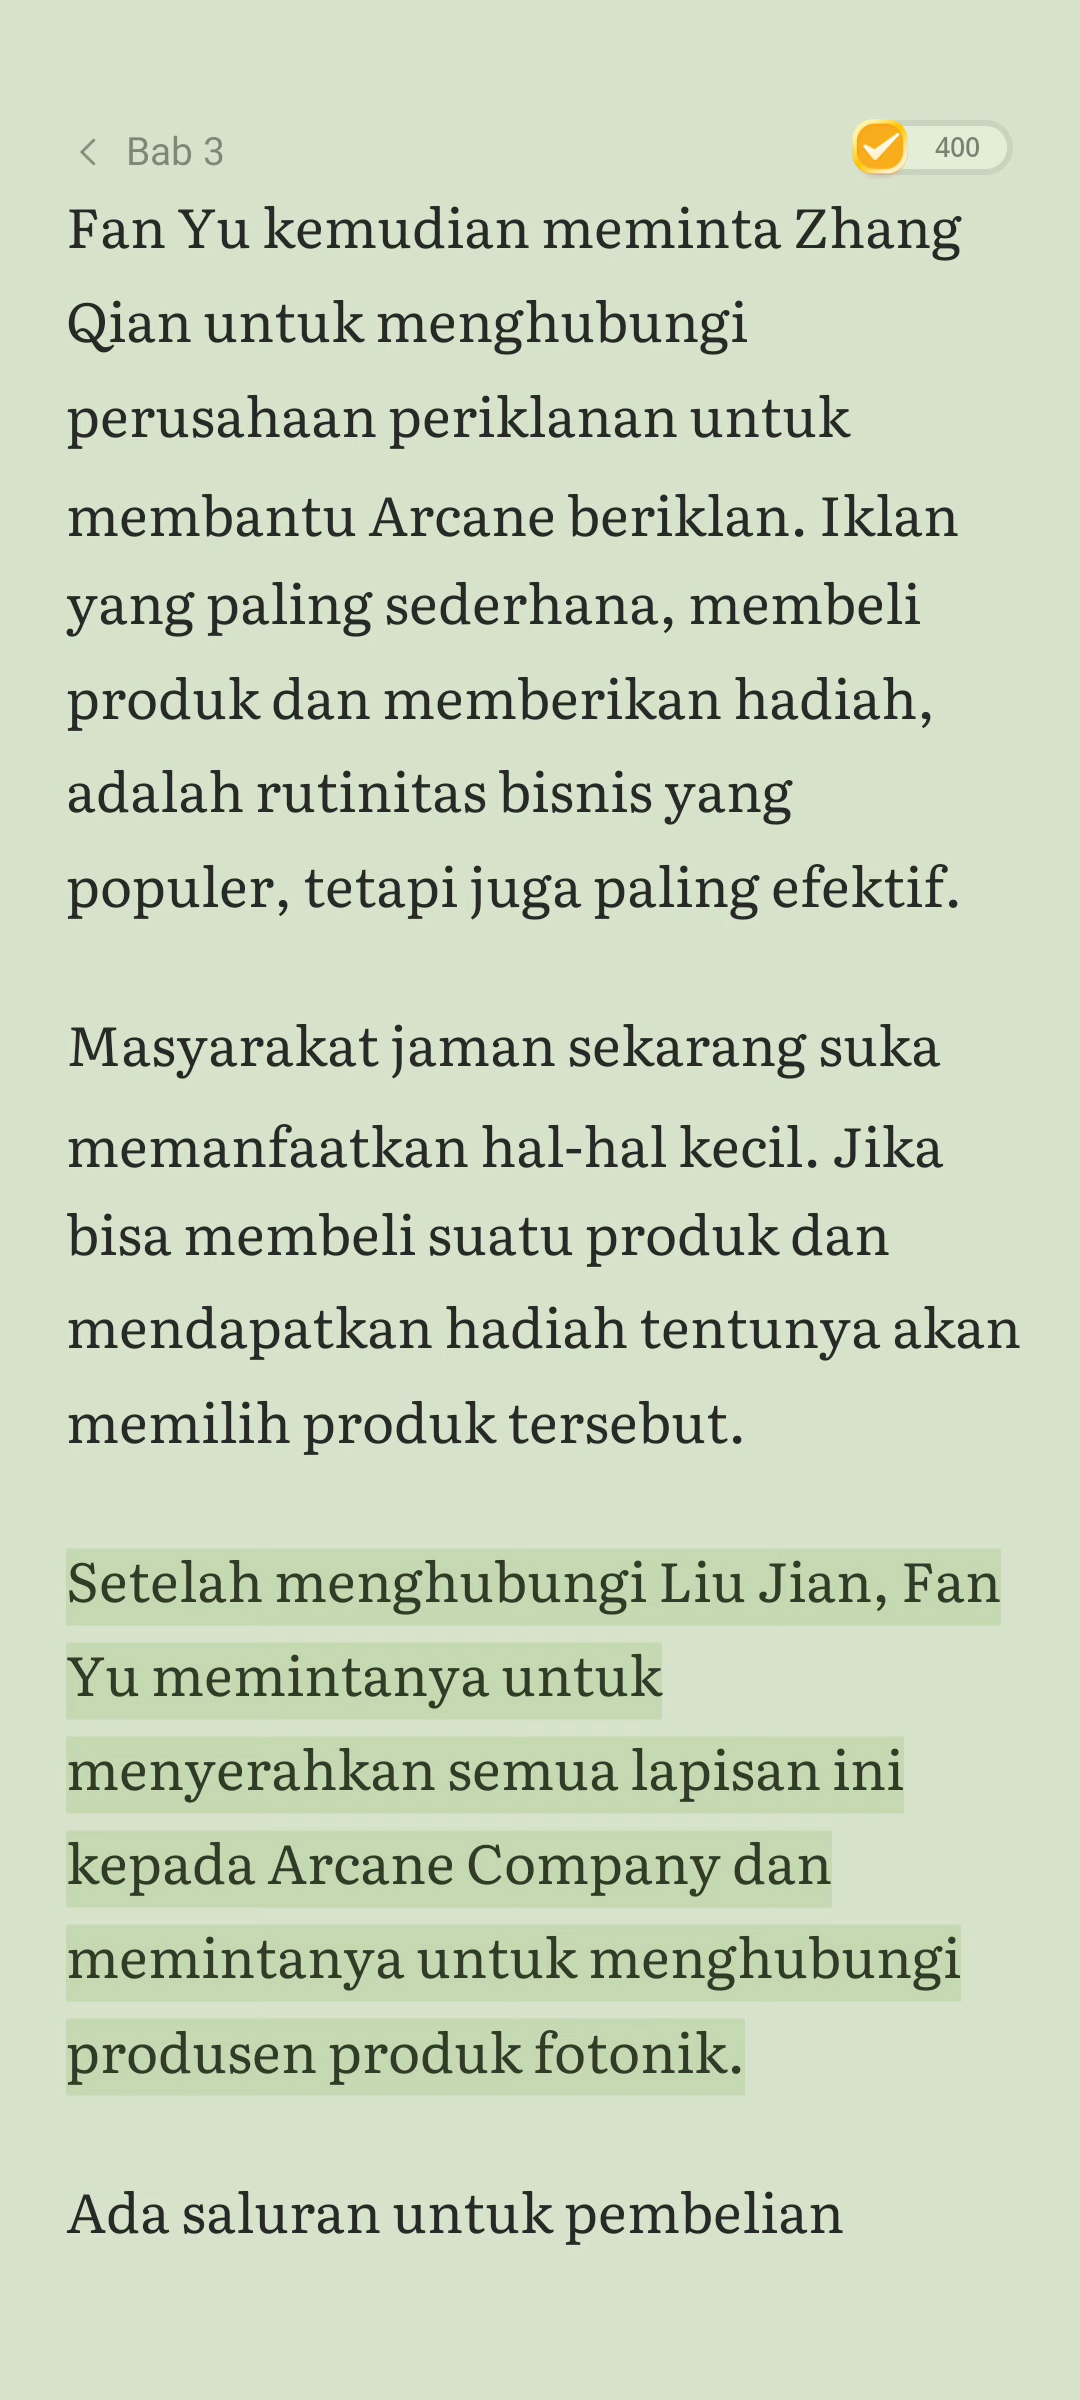 Bab 3
400
Fan Yu kemudian meminta Zhang
Qian untuk menghubungi
perusahaan periklanan untuk
membantu Arcane beriklan. Iklan
yang paling sederhana, membeli
produk dan memberikan hadiah,
adalah rutinitas bisnis yang
populer, tetapi juga paling efektif.
Masyarakat jaman sekarang suka
memanfaatkan hal-hal kecil. Jika
bisa membeli suatu produk dan
mendapatkan hadiah tentunya akan
memilih produk tersebut.
Setelah menghubungi Liu Jian, Fan
Yu memintanya untuk
menyerahkan semua lapisan ini
kepada Arcane Company dan
memintanya untuk menghubungi
produsen produk fotonik.
Ada saluran untuk pembelian